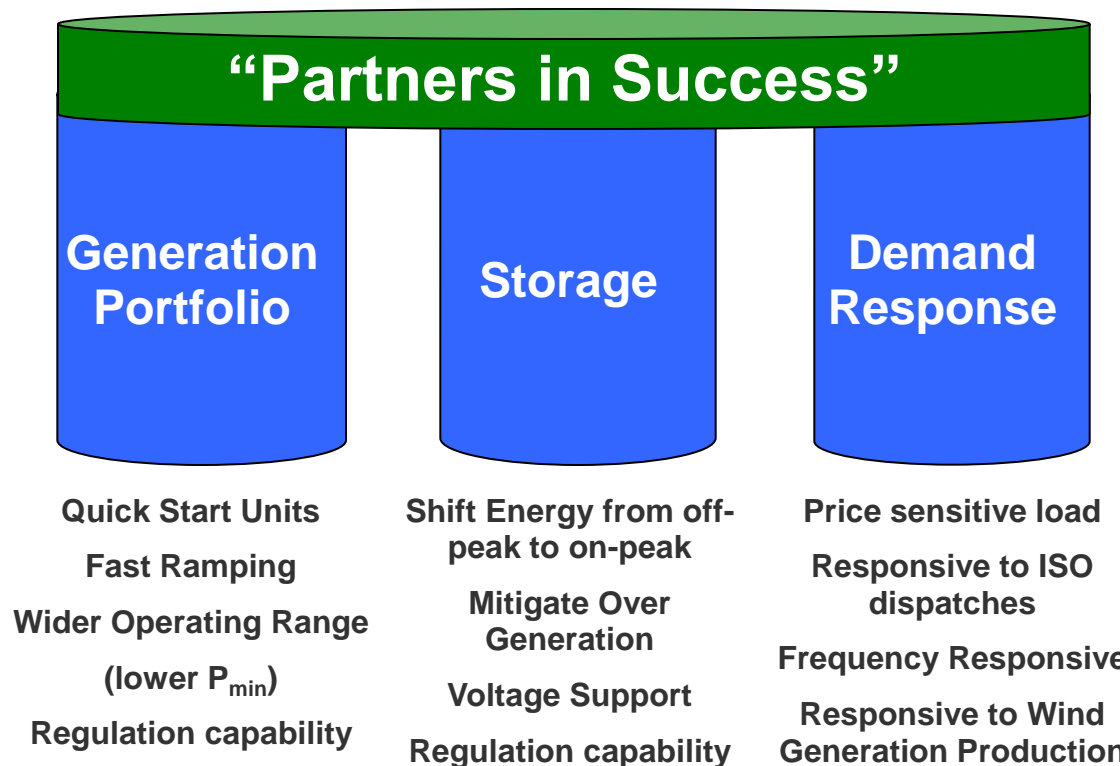 “Partners in Success”
Generation
Portfolio
Storage
Demand
Response
Quick Start Units
Fast Ramping
Wider Operating Range
(lower Pmin)
Regulation capability
Shift Energy from off-
peak to on-peak
Mitigate Over
Generation
Voltage Support
Regulation capability
Price sensitive load
Responsive to ISO
dispatches
Frequency Responsive
Responsive to Wind
Generation Production